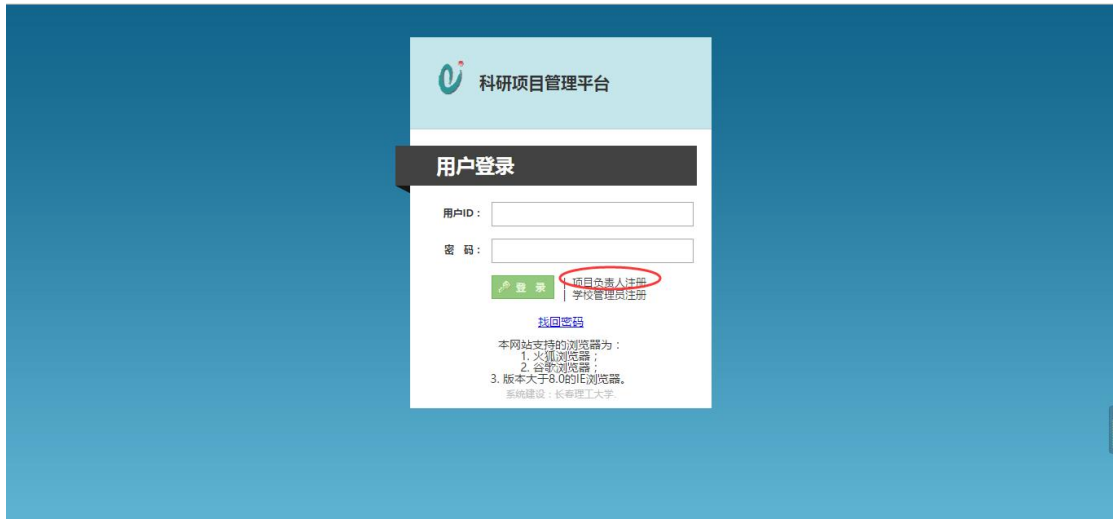 科研项目管理平台
用户登录
用户ID：
密 码：
登 录
| 项目负责人注册
| 学校管理员注册
找回密码
本网站支持的浏览器为：
1. 火狐浏览器；
2. 谷歌浏览器；
3. 版本大于8.0的IE浏览器。
系统建设：长春理工大学.